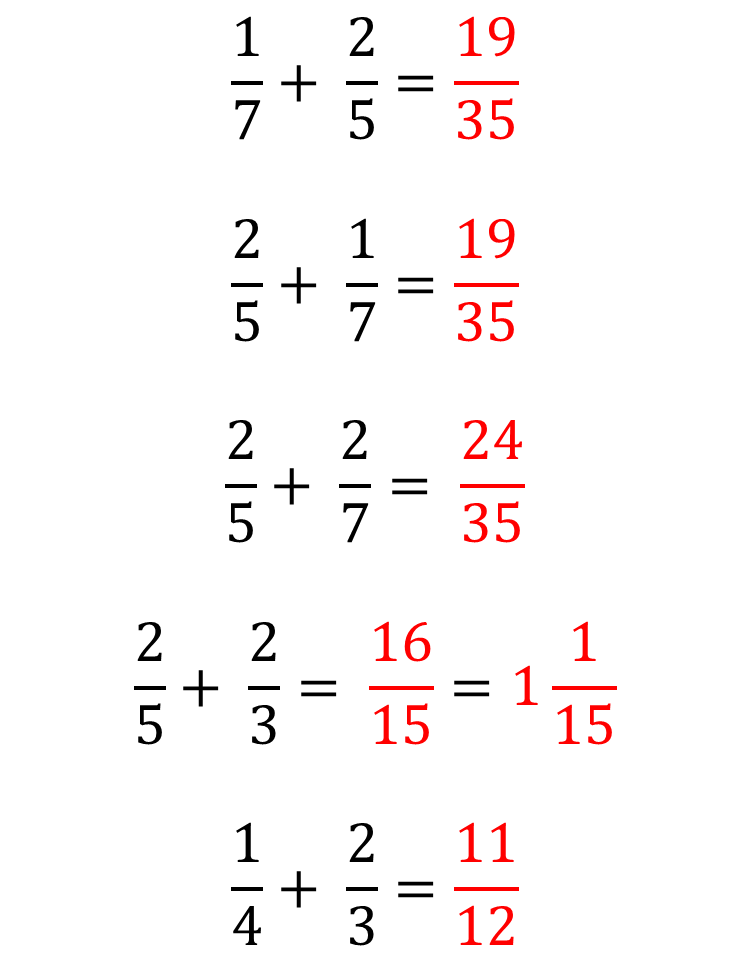 1/7 + 2/5 = 19/35
2/5 + 1/7 = 19/35
2/5 + 2/7 = 24/35
2/5 + 2/3 = 16/15 = 1 1/15
1/4 + 2/3 = 11/12